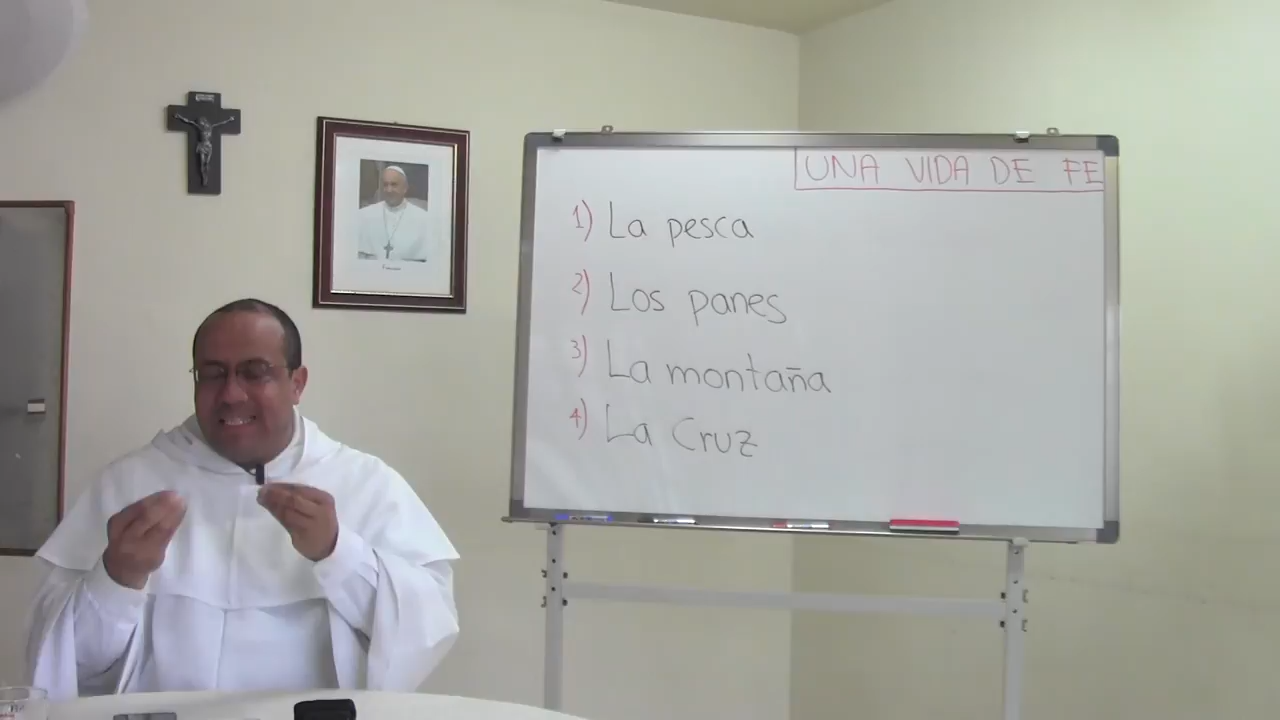 UNA VIDA DE FE
1) La pesca
2) Los panes
3) La montaña
4) La Cruz